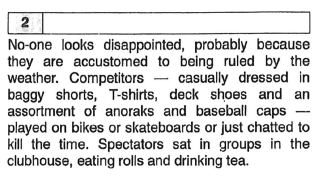 2
No-one looks disappointed, probably because
they are accustomed to being ruled by the
weather. Competitors — casually dressed in
baggy shorts, T-shirts, deck shoes and an
assortment of anoraks and baseball caps —
played on bikes or skateboards or just chatted to
kill the time. Spectators sat in groups in the
clubhouse, eating rolls and drinking tea.